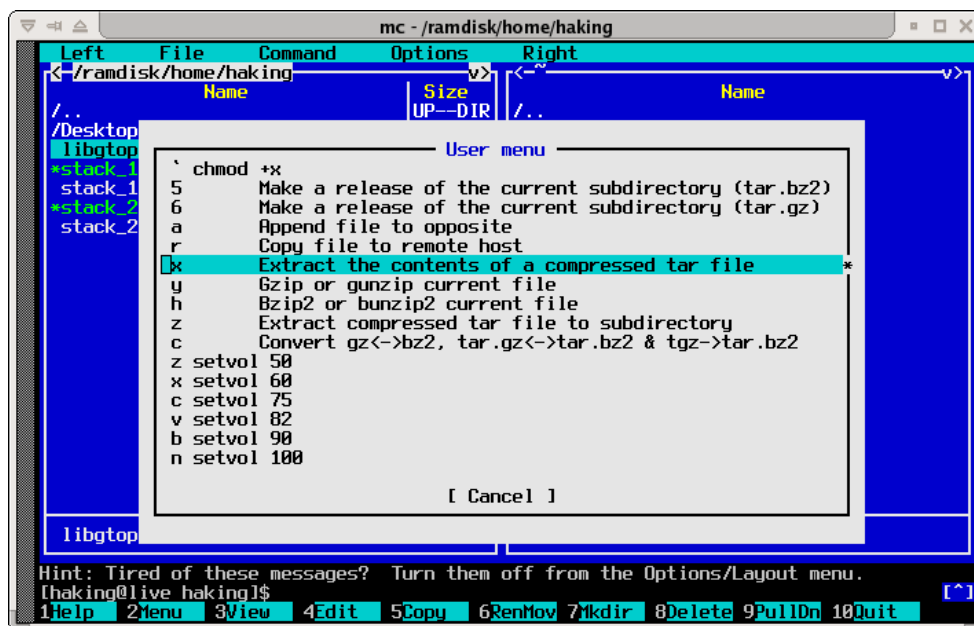 mc - /ramdisk/home/haking
Left File Command Options Right
<-/ramdisk/home/haking v> <-~ v>
Name Size Name
/.. UP--DIR /..
/Desktop
libgtop
*stack_1
stack_1
*stack_2
stack_2
User menu
` chmod +x
5 Make a release of the current subdirectory (tar.bz2)
6 Make a release of the current subdirectory (tar.gz)
a Append file to opposite
r Copy file to remote host
x Extract the contents of a compressed tar file *
y Gzip or gunzip current file
h Bzip2 or bunzip2 current file
z Extract compressed tar file to subdirectory
c Convert gz<->bz2, tar.gz<->tar.bz2 & tgz->tar.bz2
z setvol 50
x setvol 60
c setvol 75
v setvol 82
b setvol 90
n setvol 100
[ Cancel ]
libgtop
Hint: Tired of these messages? Turn them off from the Options/Layout menu.
[haking@live haking]$ [^]
1Help 2Menu 3View 4Edit 5Copy 6RenMov 7Mkdir 8Delete 9PullDn 10Quit